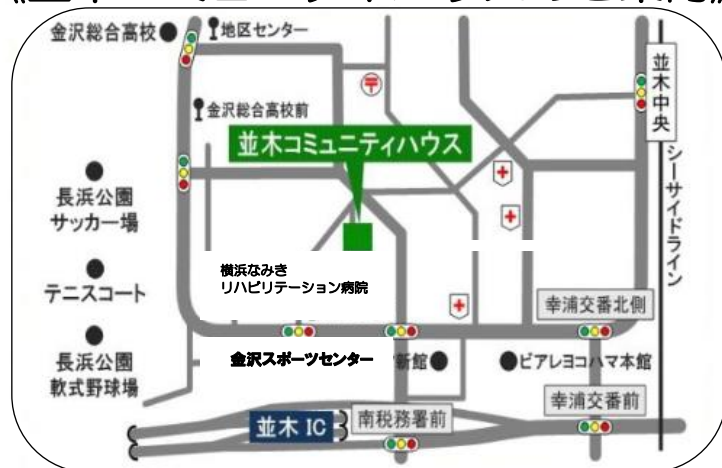 金沢総合高校
地区センター
並木中央
〒
金沢総合高校前
並木コミュニティハウス
シーサイドライン
長浜公園
サッカー場
横浜なみき
リハビリテーション病院
テニスコート
幸浦交番北側
長浜公園
軟式野球場
金沢スポーツセンター
新館
ピアレヨコハマ本館
並木 IC
南税務署前
幸浦交番前